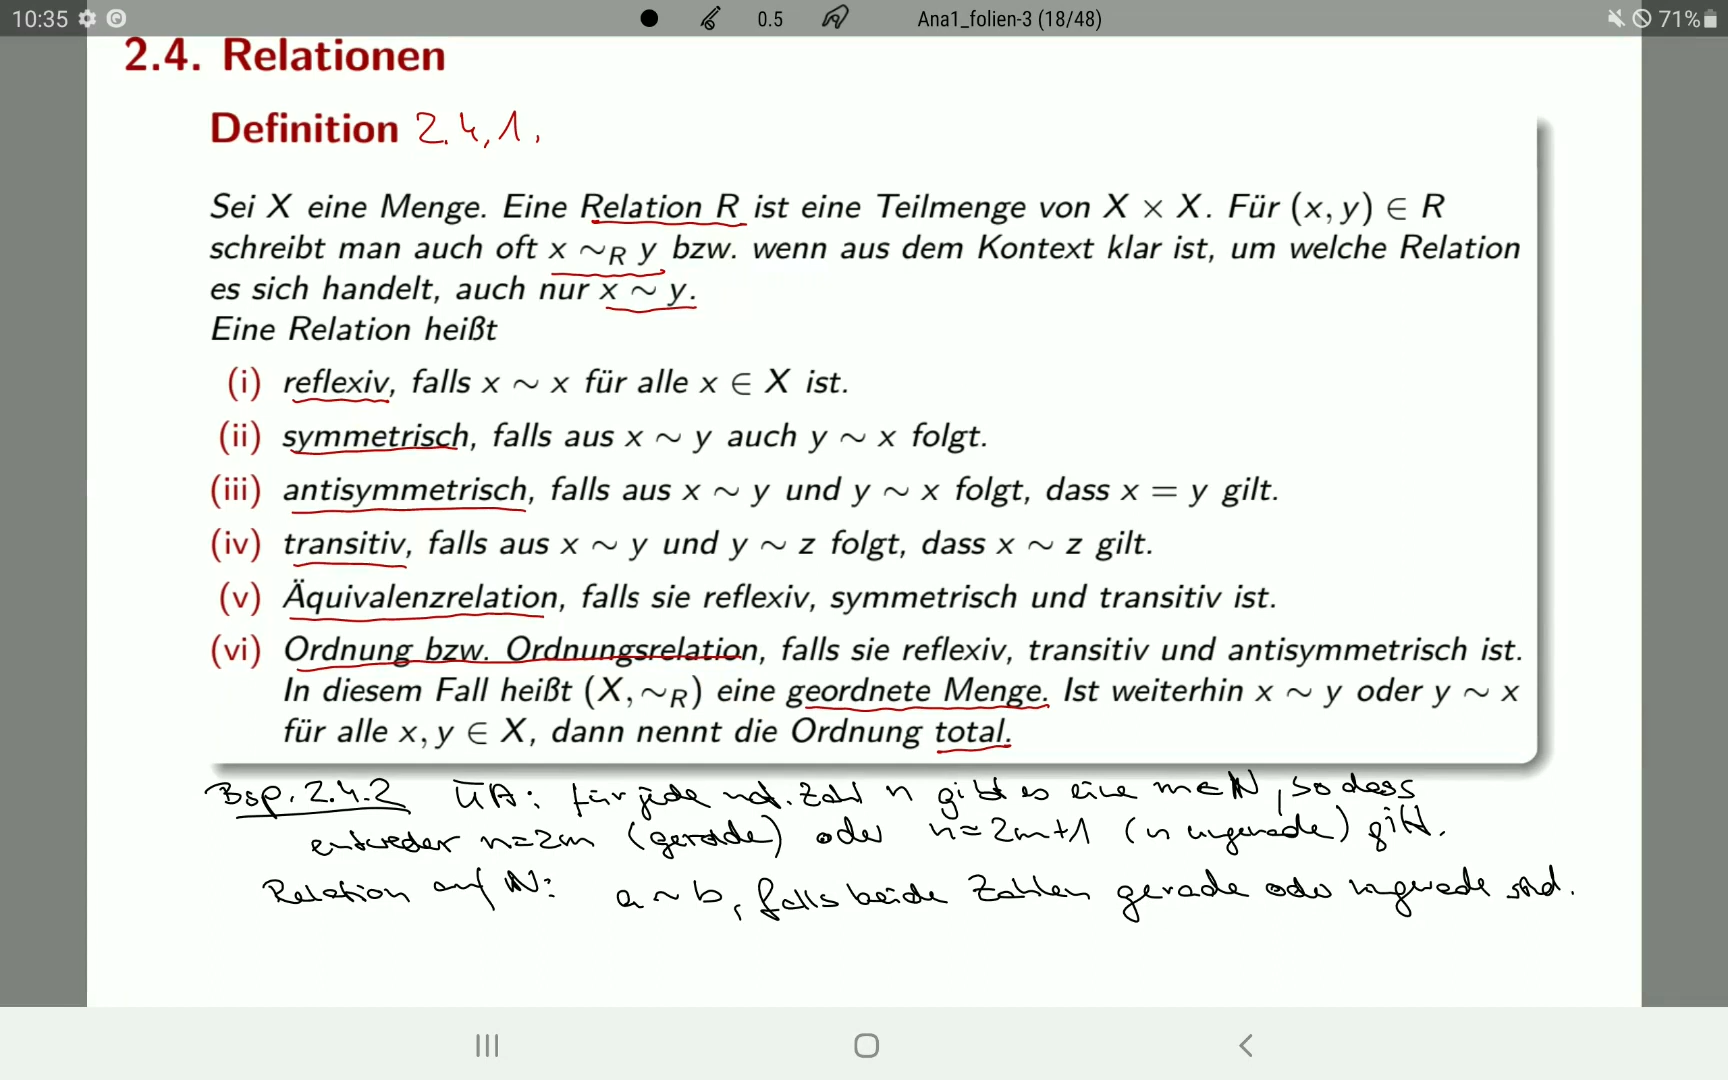 10:35
0.5
Ana1_folien-3 (18/48)
71%
2.4. Relationen
Definition 2.4.1.
Sei X eine Menge. Eine Relation R ist eine Teilmenge von X × X. Für (x, y) ∈ R
schreibt man auch oft x ∼R y bzw. wenn aus dem Kontext klar ist, um welche Relation
es sich handelt, auch nur x ∼ y.
Eine Relation heißt
(i) reflexiv, falls x ∼ x für alle x ∈ X ist.
(ii) symmetrisch, falls aus x ∼ y auch y ∼ x folgt.
(iii) antisymmetrisch, falls aus x ∼ y und y ∼ x folgt, dass x = y gilt.
(iv) transitiv, falls aus x ∼ y und y ∼ z folgt, dass x ∼ z gilt.
(v) Äquivalenzrelation, falls sie reflexiv, symmetrisch und transitiv ist.
(vi) Ordnung bzw. Ordnungsrelation, falls sie reflexiv, transitiv und antisymmetrisch ist.
In diesem Fall heißt (X, ∼R) eine geordnete Menge. Ist weiterhin x ∼ y oder y ∼ x
für alle x, y ∈ X, dann nennt die Ordnung total.
Bsp. 2.4.2 ÜA: für jede nat. Zahl n gibt es eine m∈ℕ, so dass
entweder n=2m (gerade) oder n=2m+1 (n ungerade) gilt.
Relation auf ℕ: a ~ b, falls beide Zahlen gerade oder ungerade sind.